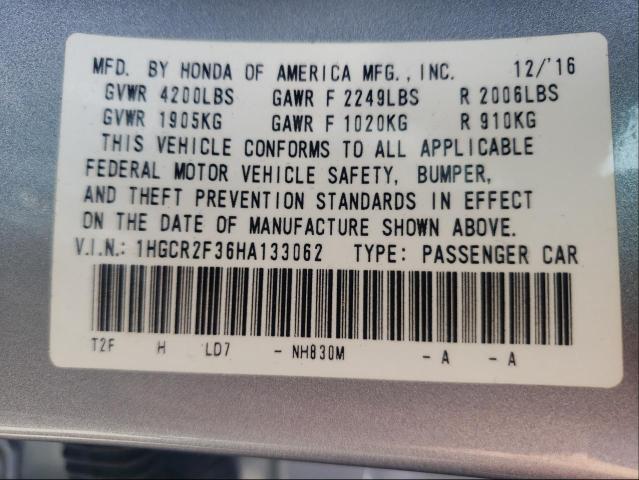 MFD. BY HONDA OF AMERICA MFG., INC. 12/'16
GVWR 4200LBS GAWR F 2249LBS R 2006LBS
GVWR 1905KG GAWR F 1020KG R 910KG
THIS VEHICLE CONFORMS TO ALL APPLICABLE
FEDERAL MOTOR VEHICLE SAFETY, BUMPER,
AND THEFT PREVENTION STANDARDS IN EFFECT
ON THE DATE OF MANUFACTURE SHOWN ABOVE.
V.I.N.: 1HGCR2F36HA133062 TYPE: PASSENGER CAR
T2F H LD7 - NH830M - A - A